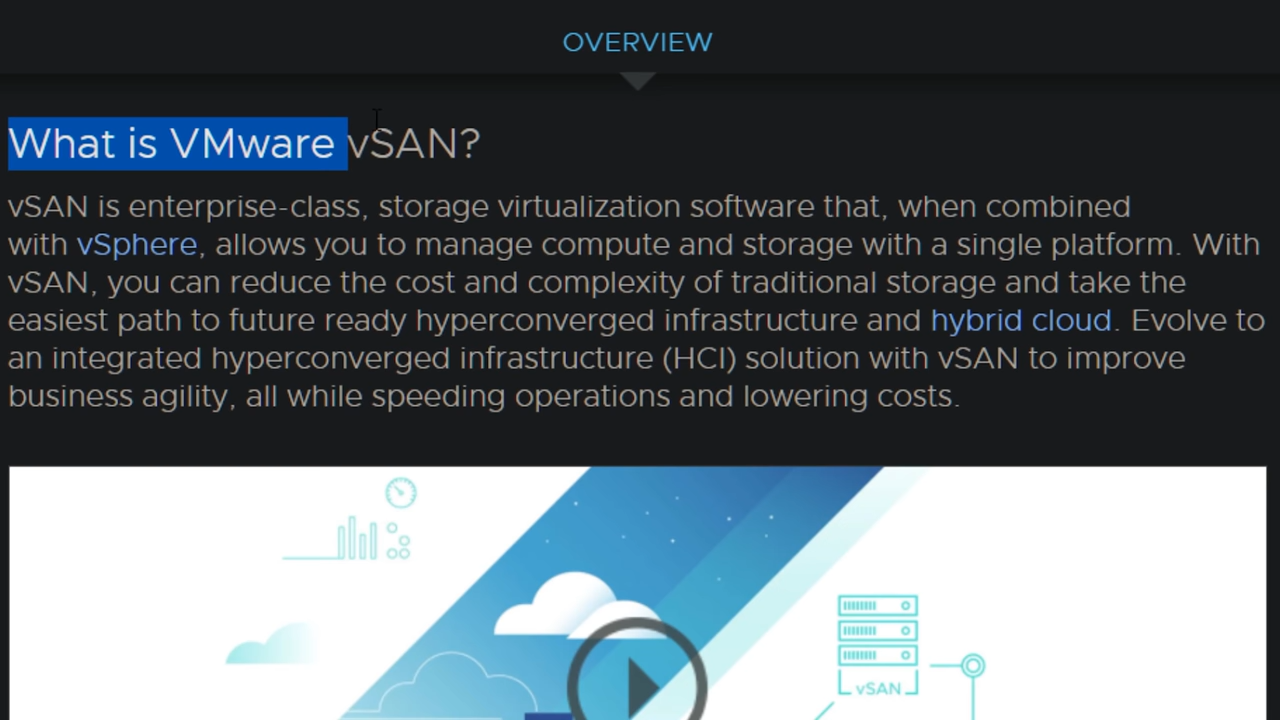 OVERVIEW
What is VMware vSAN?
vSAN is enterprise-class, storage virtualization software that, when combined
with vSphere, allows you to manage compute and storage with a single platform. With
vSAN, you can reduce the cost and complexity of traditional storage and take the
easiest path to future ready hyperconverged infrastructure and hybrid cloud. Evolve to
an integrated hyperconverged infrastructure (HCI) solution with vSAN to improve
business agility, all while speeding operations and lowering costs.
vSAN